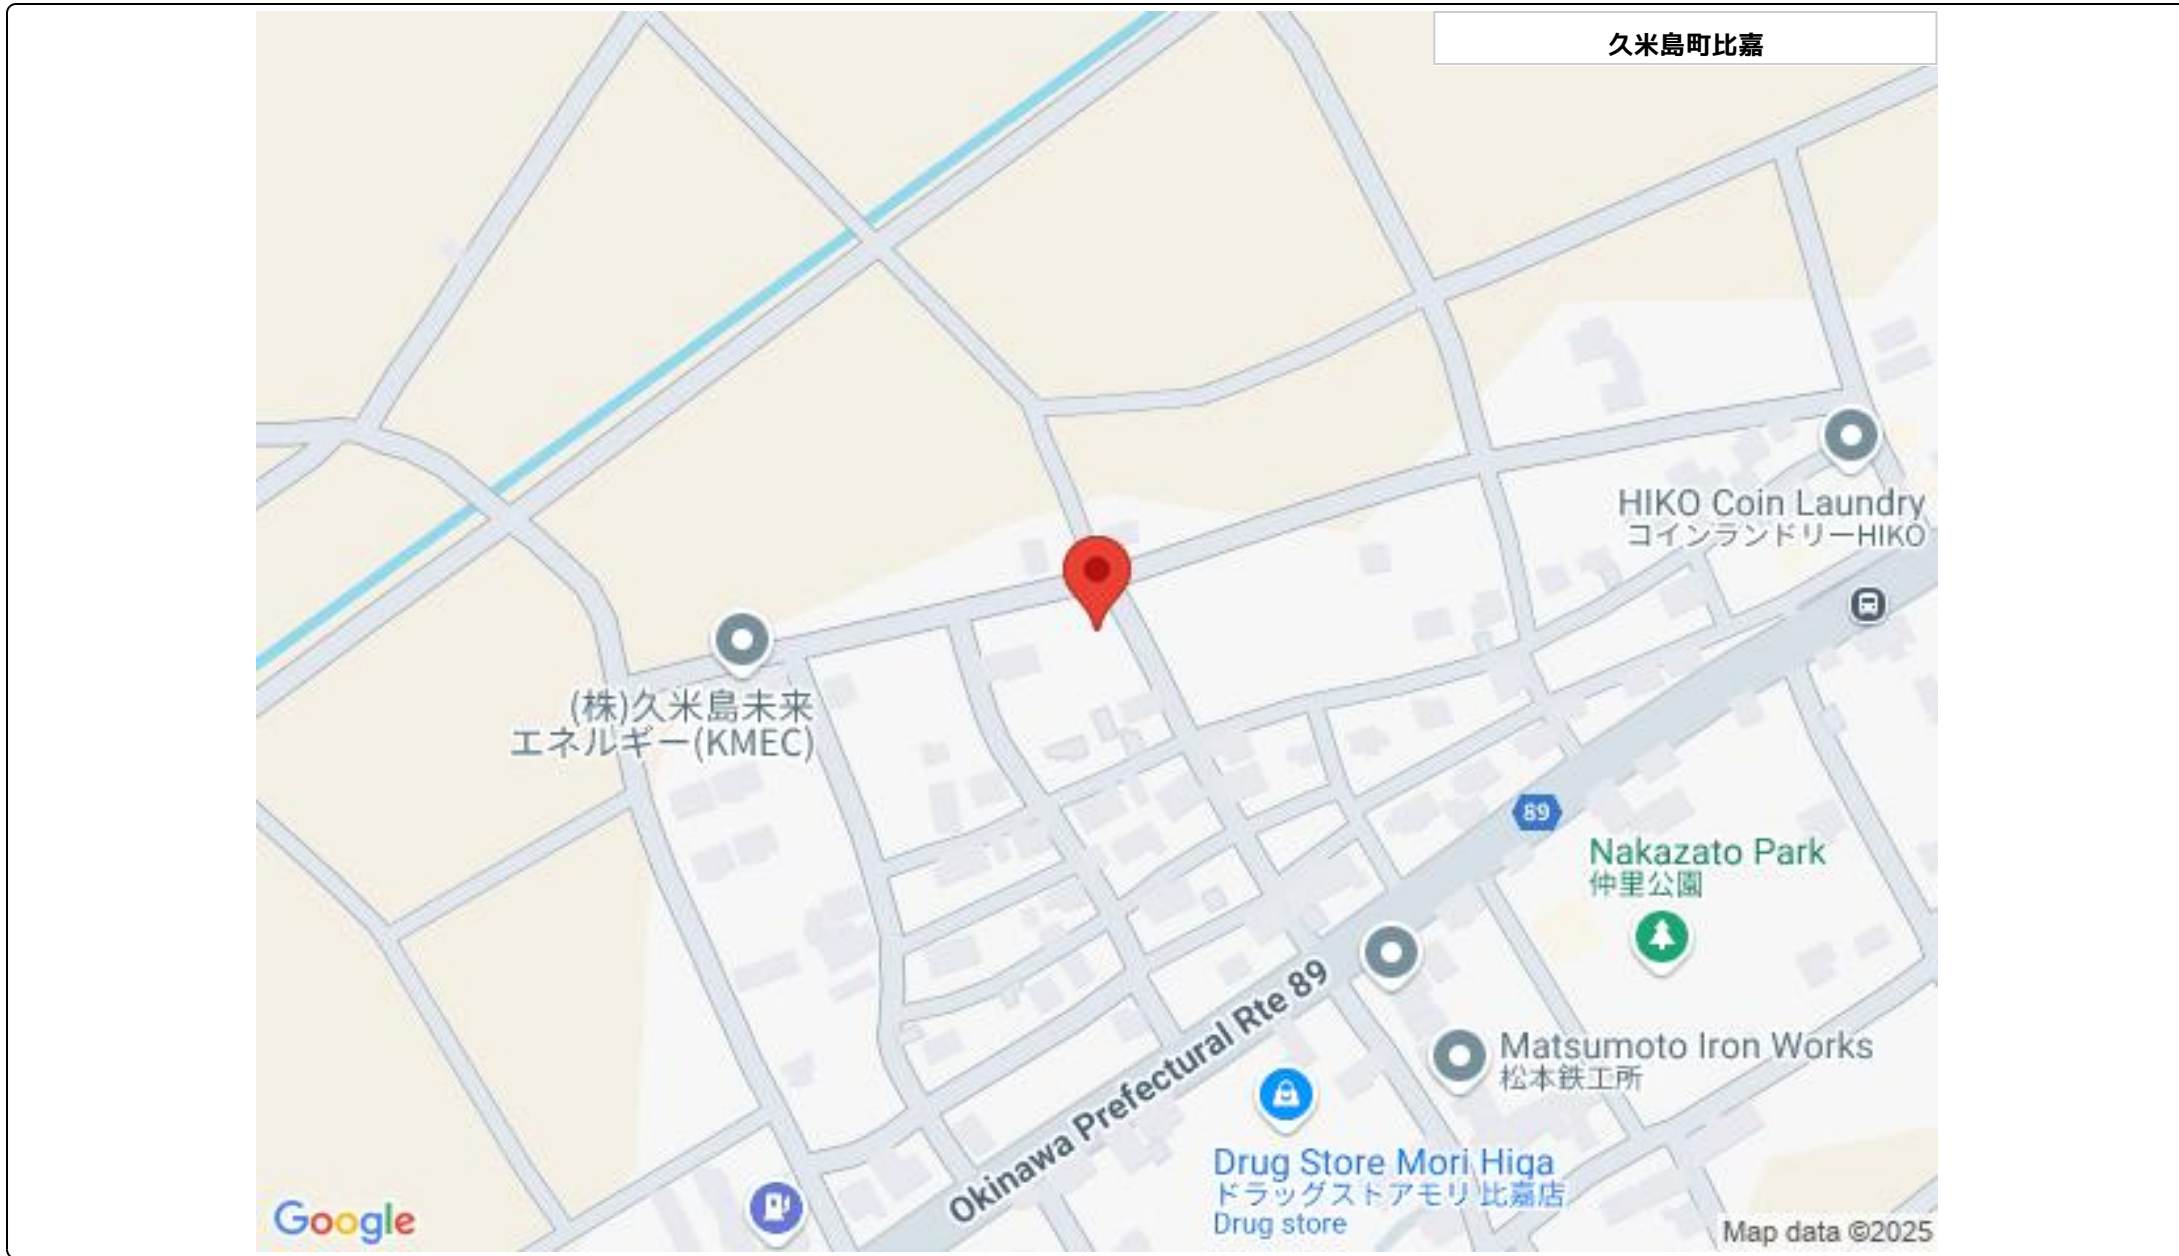 久米島町比嘉
HIKO Coin Laundry
コインランドリーHIKO
(株)久米島未来
エネルギー(KMEC)
89
Nakazato Park
仲里公園
Okinawa Prefectural Rte 89
Matsumoto Iron Works
松本鉄工所
Drug Store Mori Higa
ドラッグストアモリ 比嘉店
Drug store
Google
Map data ©2025